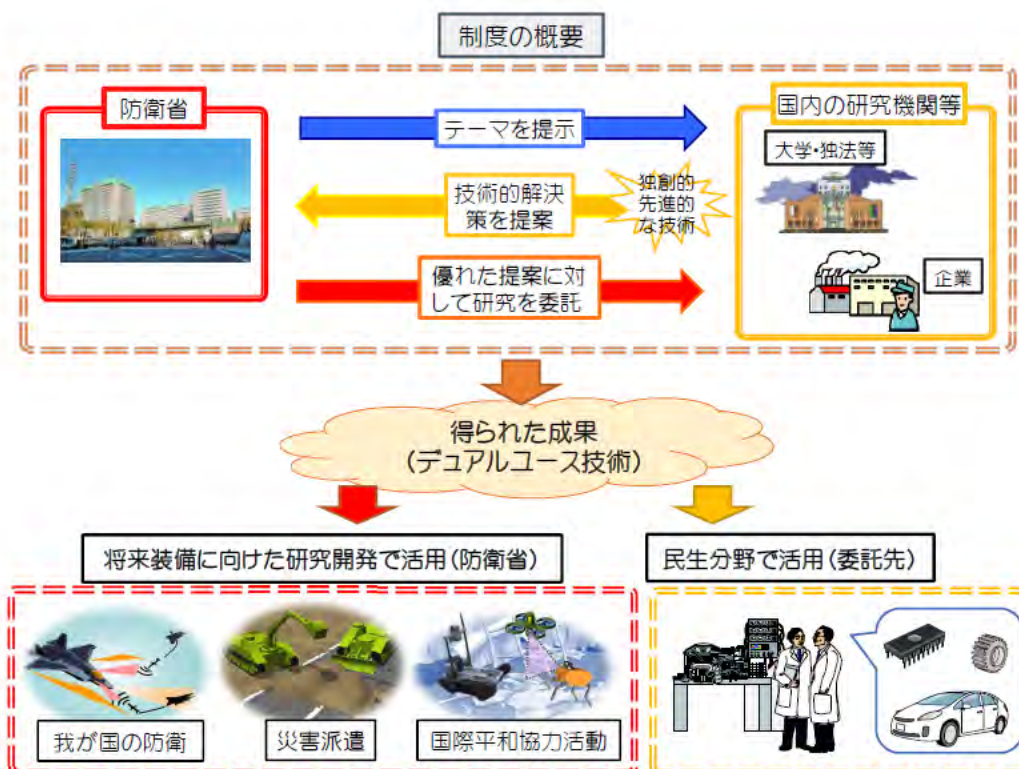 制度の概要
防衛省
国内の研究機関等
テーマを提示
大学・独法等
技術的解決
策を提案
独創的
先進的
な技術
優れた提案に対
して研究を委託
企業
得られた成果
(デュアルユース技術)
将来装備に向けた研究開発で活用(防衛省)
民生分野で活用(委託先)
我が国の防衛
災害派遣
国際平和協力活動